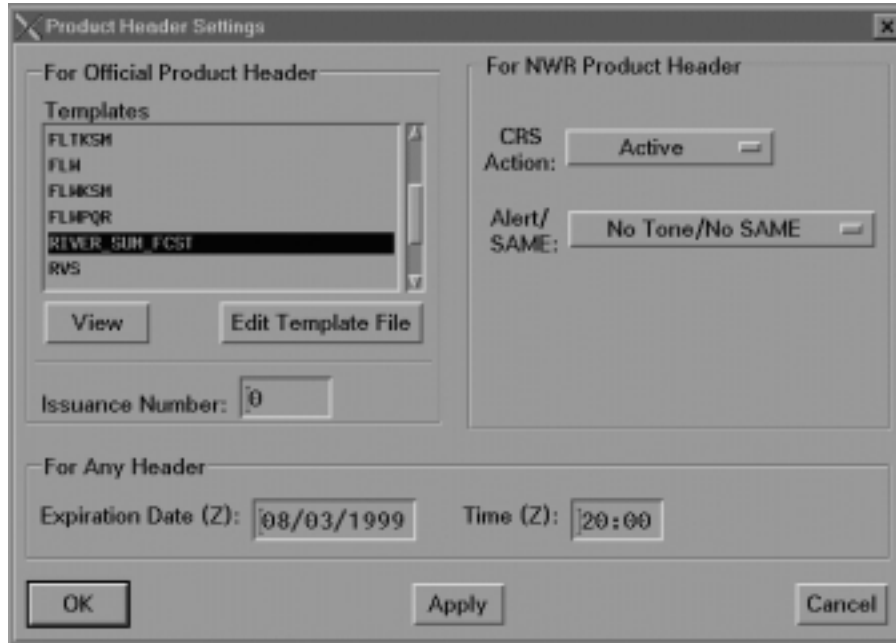 Product Header Settings
For Official Product Header
Templates
FLTKSM
FLW
FLWKSM
FLWPQR
RIVER_SUM_FCST
RVS
View
Edit Template File
Issuance Number: 0
For NWR Product Header
CRS Action: Active
Alert/ SAME: No Tone/No SAME
For Any Header
Expiration Date (Z): 08/03/1999 Time (Z): 20:00
OK
Apply
Cancel